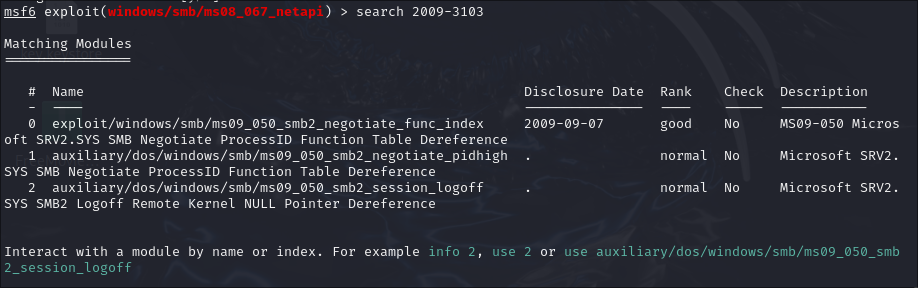 msf6 exploit(windows/smb/ms08_067_netapi) > search 2009-3103
Matching Modules
================
#  Name                                                       Disclosure Date  Rank    Check  Description
-  ----                                                       ---------------  ----    -----  -----------
0  exploit/windows/smb/ms09_050_smb2_negotiate_func_index     2009-09-07       good    No     MS09-050 Micros
oft SRV2.SYS SMB Negotiate ProcessID Function Table Dereference
1  auxiliary/dos/windows/smb/ms09_050_smb2_negotiate_pidhigh  .                normal  No     Microsoft SRV2.
SYS SMB Negotiate ProcessID Function Table Dereference
2  auxiliary/dos/windows/smb/ms09_050_smb2_session_logoff     .                normal  No     Microsoft SRV2.
SYS SMB2 Logoff Remote Kernel NULL Pointer Dereference
Interact with a module by name or index. For example info 2, use 2 or use auxiliary/dos/windows/smb/ms09_050_smb
2_session_logoff